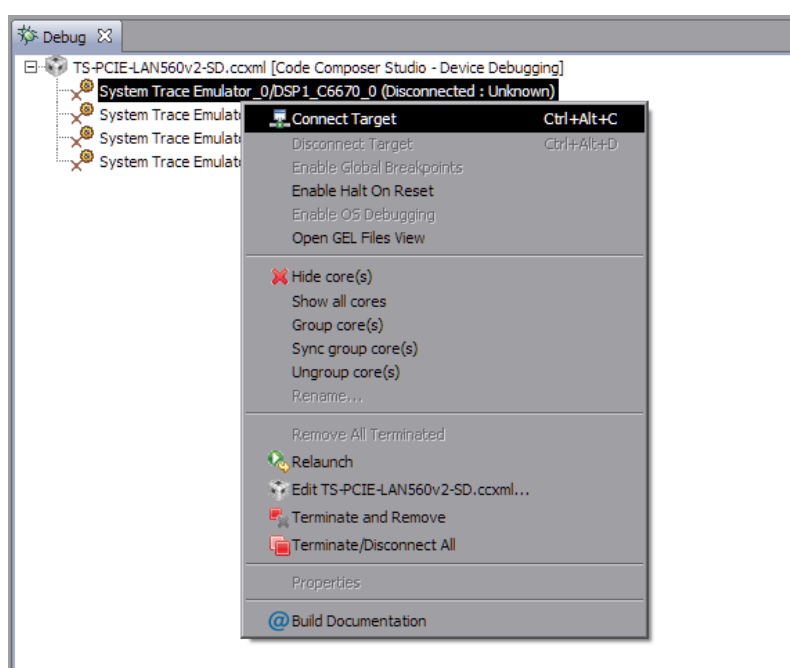 Debug
TS-PCIE-LAN560v2-SD.ccxml [Code Composer Studio - Device Debugging]
System Trace Emulator_0/DSP1_C6670_0 (Disconnected : Unknown)
System Trace Emulat
System Trace Emulat
System Trace Emulat
Connect Target Ctrl+Alt+C
Disconnect Target Ctrl+Alt+D
Enable Global Breakpoints
Enable Halt On Reset
Enable OS Debugging
Open GEL Files View
Hide core(s)
Show all cores
Group core(s)
Sync group core(s)
Ungroup core(s)
Rename...
Remove All Terminated
Relaunch
Edit TS-PCIE-LAN560v2-SD.ccxml...
Terminate and Remove
Terminate/Disconnect All
Properties
Build Documentation